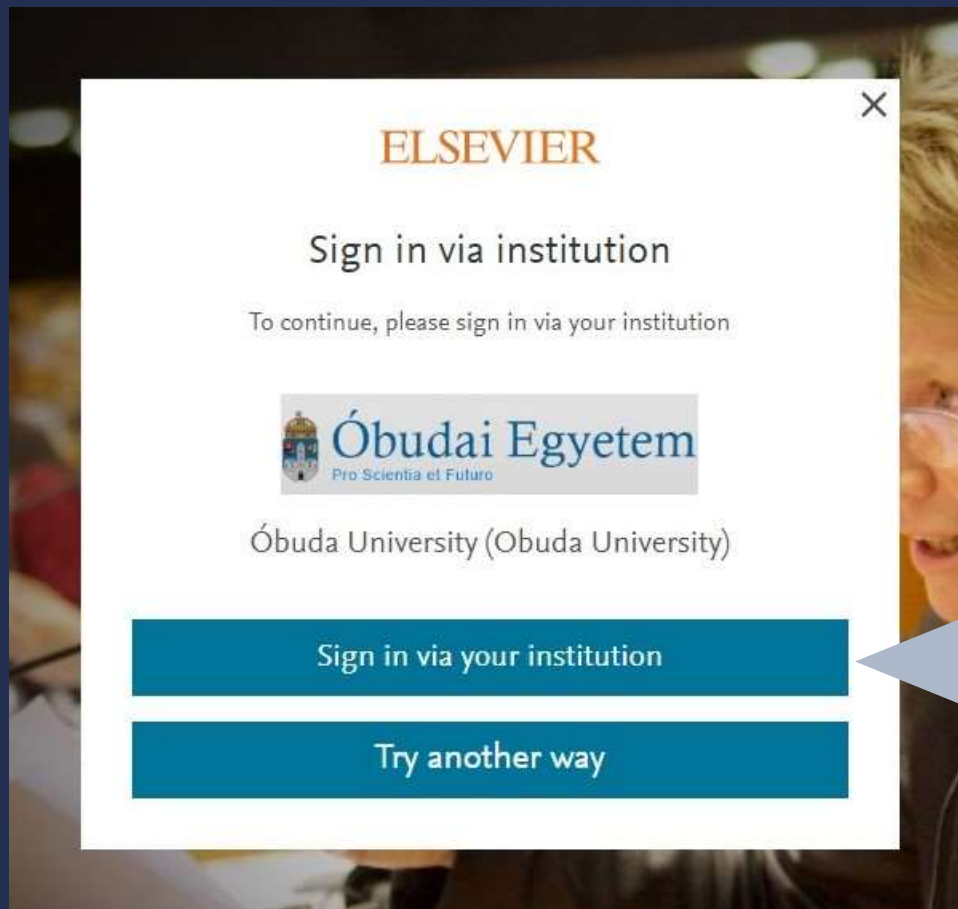 ELSEVIER
Sign in via institution
To continue, please sign in via your institution
Óbudai Egyetem
Pro Scientia et Futuro
Óbuda University (Obuda University)
Sign in via your institution
Try another way